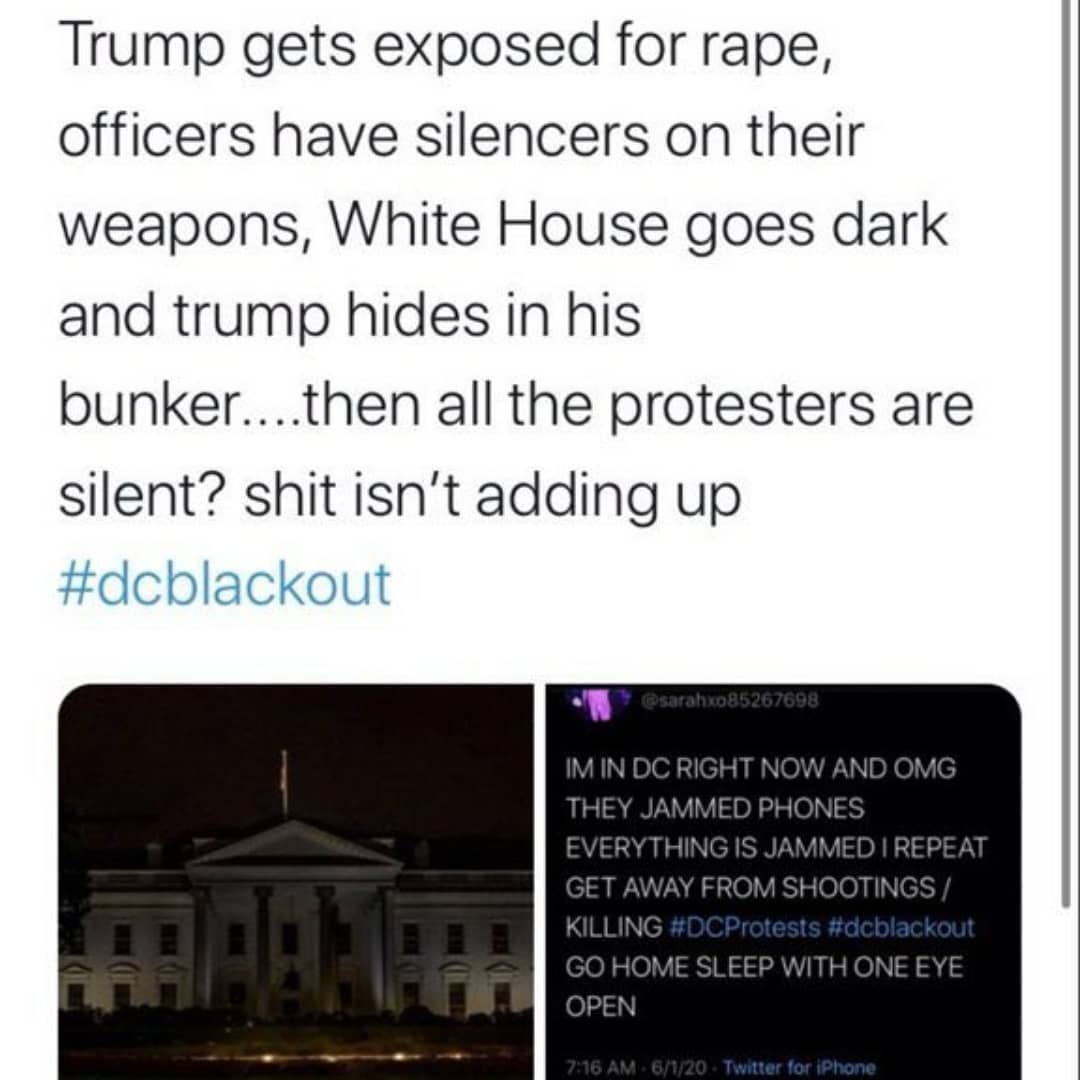 Trump gets exposed for rape,
officers have silencers on their
weapons, White House goes dark
and trump hides in his
bunker....then all the protesters are
silent? shit isn't adding up
#dcblackout
@sarahxo85267698
IM IN DC RIGHT NOW AND OMG
THEY JAMMED PHONES
EVERYTHING IS JAMMED I REPEAT
GET AWAY FROM SHOOTINGS /
KILLING #DCProtests #dcblackout
GO HOME SLEEP WITH ONE EYE
OPEN
7:16 AM · 6/1/20 · Twitter for iPhone